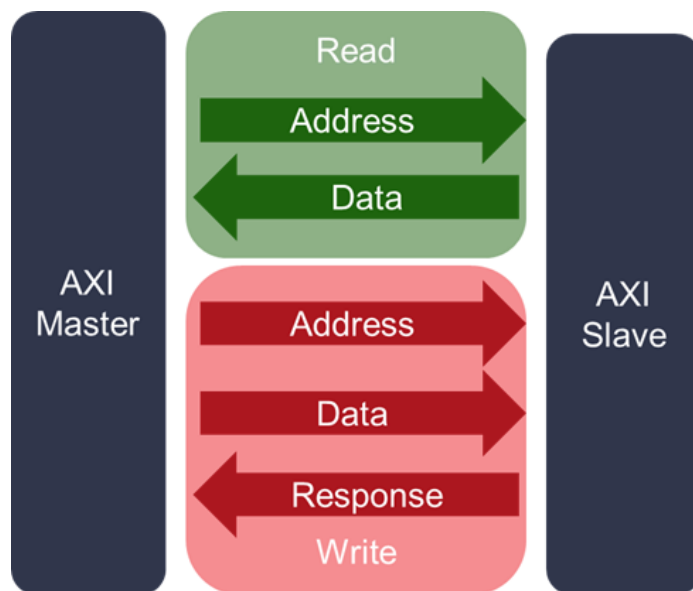 AXI
Master
Read
Address
Data
Address
Data
Response
Write
AXI
Slave